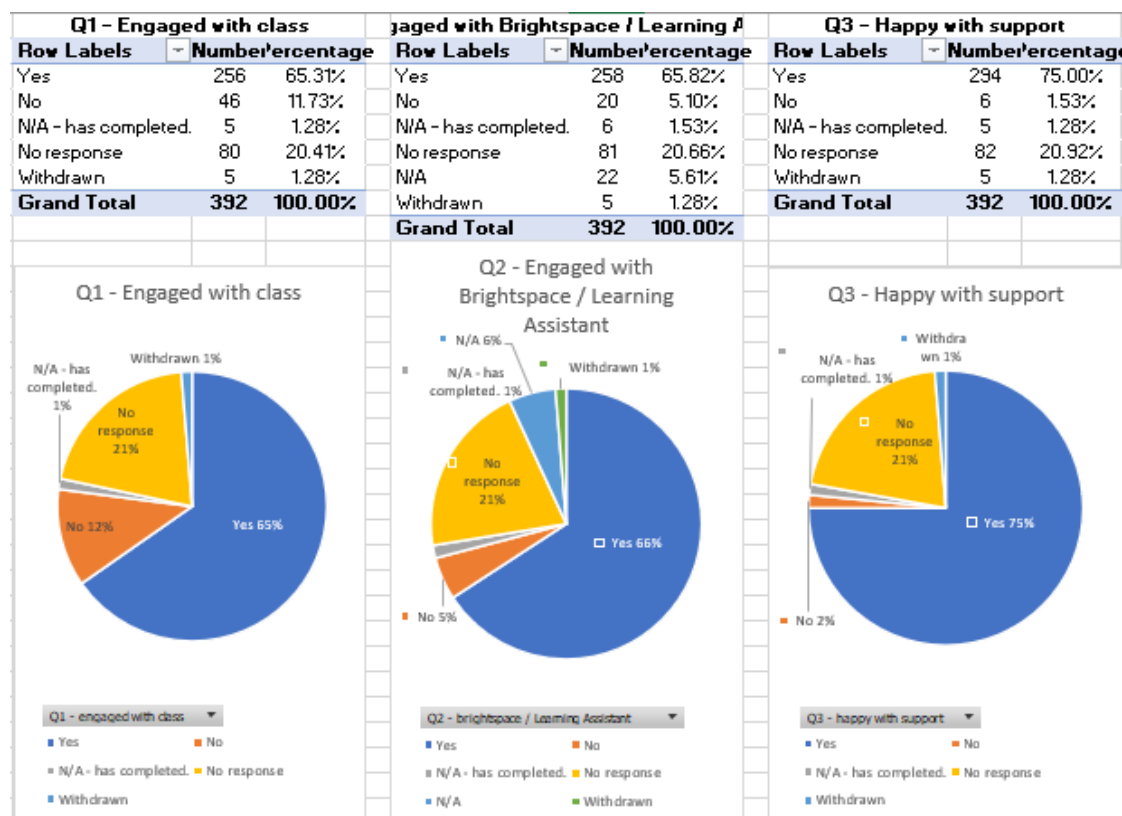 Q1 - Engaged with class
Row Labels Number Percentage
Yes 256 65.31%
No 46 11.73%
N/A - has completed. 5 1.28%
No response 80 20.41%
Withdrawn 5 1.28%
Grand Total 392 100.00%
gaged with Brightspace / Learning A
Row Labels Number Percentage
Yes 258 65.82%
No 20 5.10%
N/A - has completed. 6 1.53%
No response 81 20.66%
N/A 22 5.61%
Withdrawn 5 1.28%
Grand Total 392 100.00%
Q3 - Happy with support
Row Labels Number Percentage
Yes 294 75.00%
No 6 1.53%
N/A - has completed. 5 1.28%
No response 82 20.92%
Withdrawn 5 1.28%
Grand Total 392 100.00%
Q1 - Engaged with class
Withdrawn 1%
N/A - has
completed.
1%
No
response
21%
No 12%
Yes 65%
Q1 - engaged with class
Yes No
N/A - has completed. No response
Withdrawn
Q2 - Engaged with
Brightspace / Learning
Assistant
N/A 6%
Withdrawn 1%
N/A - has
completed. 1%
No
response
21%
Yes 66%
No 5%
Q2 - brightspace / Learning Assistant
Yes No
N/A - has completed. No response
N/A Withdrawn
Q3 - Happy with support
Withdra
wn 1%
N/A - has
completed. 1%
No
response
21%
Yes 75%
No 2%
Q3 - happy with support
Yes No
N/A - has completed. No response
Withdrawn